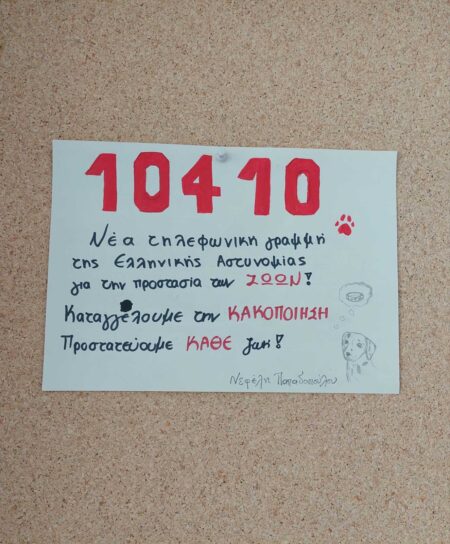 10410
Νέα τηλεφωνική γραμμή
της Ελληνικής Αστυνομίας
για την προστασία των ΖΩΩΝ!
Καταγγέλουμε την ΚΑΚΟΠΟΙΗΣΗ
Προστατεύουμε ΚΑΘΕ ζωή!
Νεφέλη Παπαδοπούλου